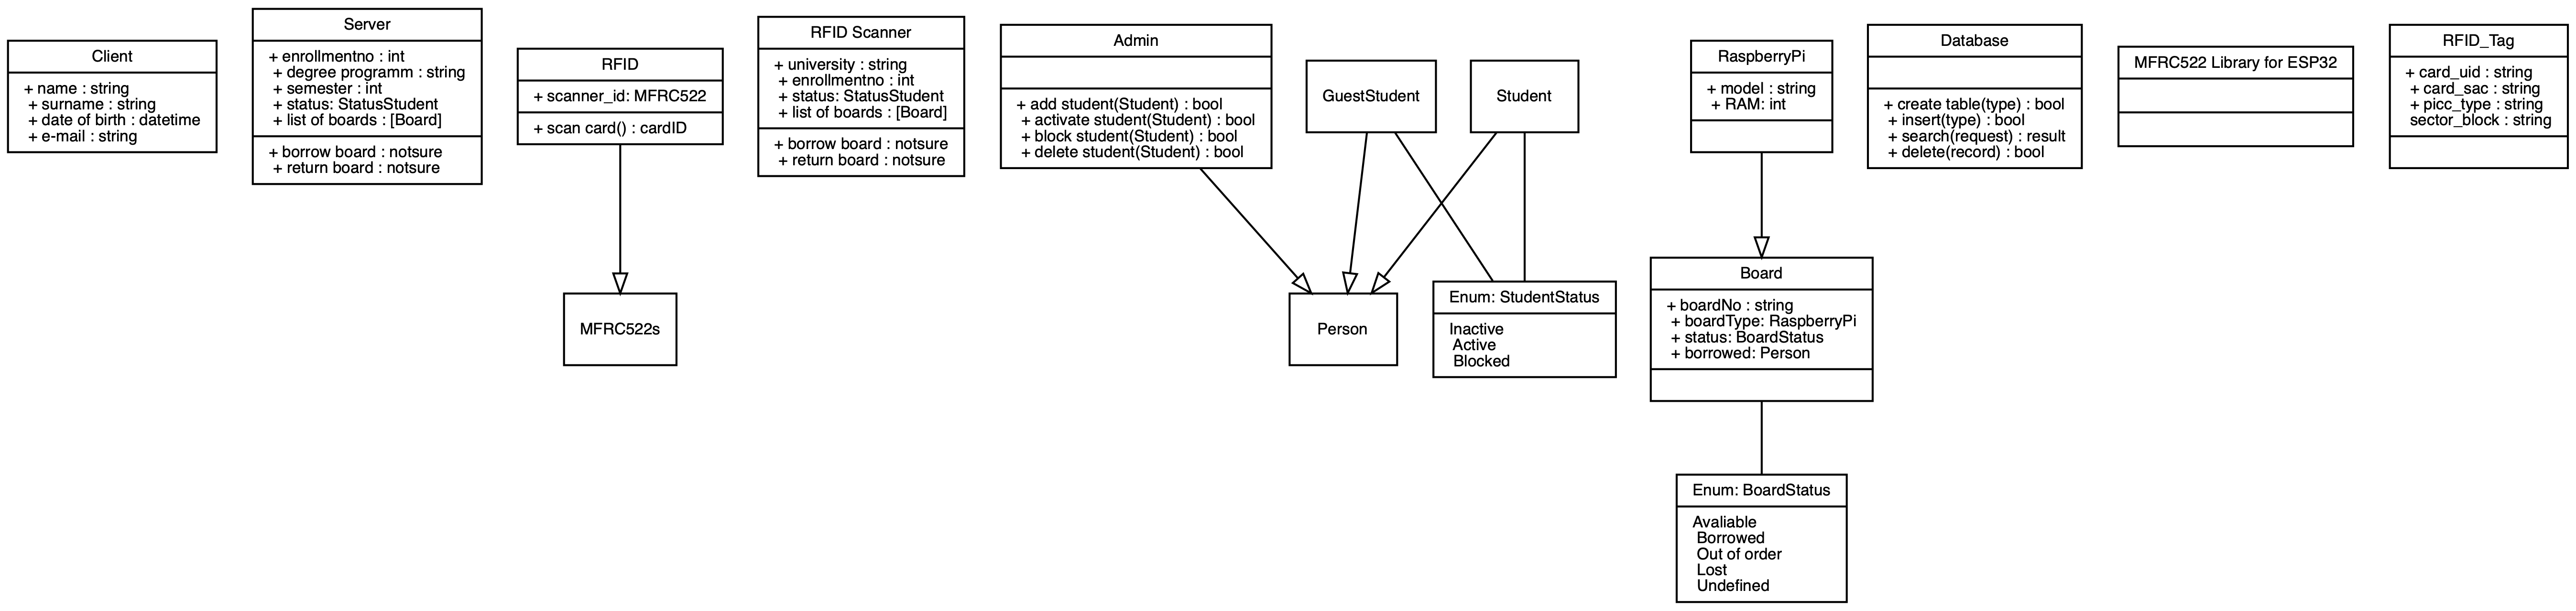 Client
+ name : string
+ surname : string
+ date of birth : datetime
+ e-mail : string
Server
+ enrollmentno : int
+ degree programm : string
+ semester : int
+ status: StatusStudent
+ list of boards : [Board]
+ borrow board : notsure
+ return board : notsure
RFID
+ scanner_id: MFRC522
+ scan card() : cardID
RFID Scanner
+ university : string
+ enrollmentno : int
+ status: StatusStudent
+ list of boards : [Board]
+ borrow board : notsure
+ return board : notsure
Admin
+ add student(Student) : bool
+ activate student(Student) : bool
+ block student(Student) : bool
+ delete student(Student) : bool
GuestStudent
Student
RaspberryPi
+ model : string
+ RAM: int
Database
+ create table(type) : bool
+ insert(type) : bool
+ search(request) : result
+ delete(record) : bool
MFRC522 Library for ESP32
RFID_Tag
+ card_uid : string
+ card_sac : string
+ picc_type : string
sector_block : string
MFRC522s
Person
Enum: StudentStatus
Inactive
Active
Blocked
Board
+ boardNo : string
+ boardType: RaspberryPi
+ status: BoardStatus
+ borrowed: Person
Enum: BoardStatus
Avaliable
Borrowed
Out of order
Lost
Undefined